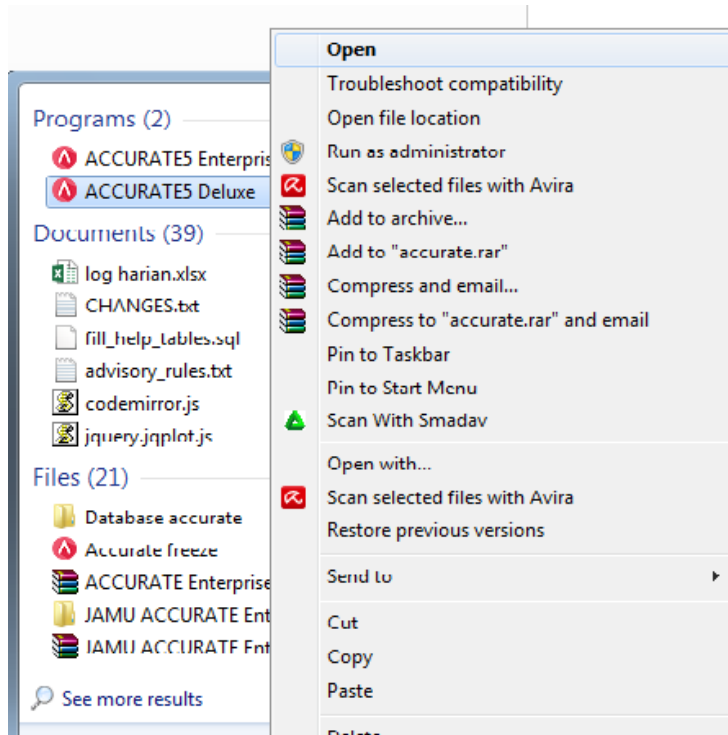 Programs (2)
ACCURATE5 Enterpris
ACCURATE5 Deluxe
Documents (39)
log harian.xlsx
CHANGES.txt
fill_help_tables.sql
advisory_rules.txt
codemirror.js
jquery.jqplot.js
Files (21)
Database accurate
Accurate freeze
ACCURATE Enterprise
JAMU ACCURATE Ent
JAMU ACCURATE Ent
See more results
Open
Troubleshoot compatibility
Open file location
Run as administrator
Scan selected files with Avira
Add to archive...
Add to "accurate.rar"
Compress and email...
Compress to "accurate.rar" and email
Pin to Taskbar
Pin to Start Menu
Scan With Smadav
Open with...
Scan selected files with Avira
Restore previous versions
Send to
Cut
Copy
Paste
Delete